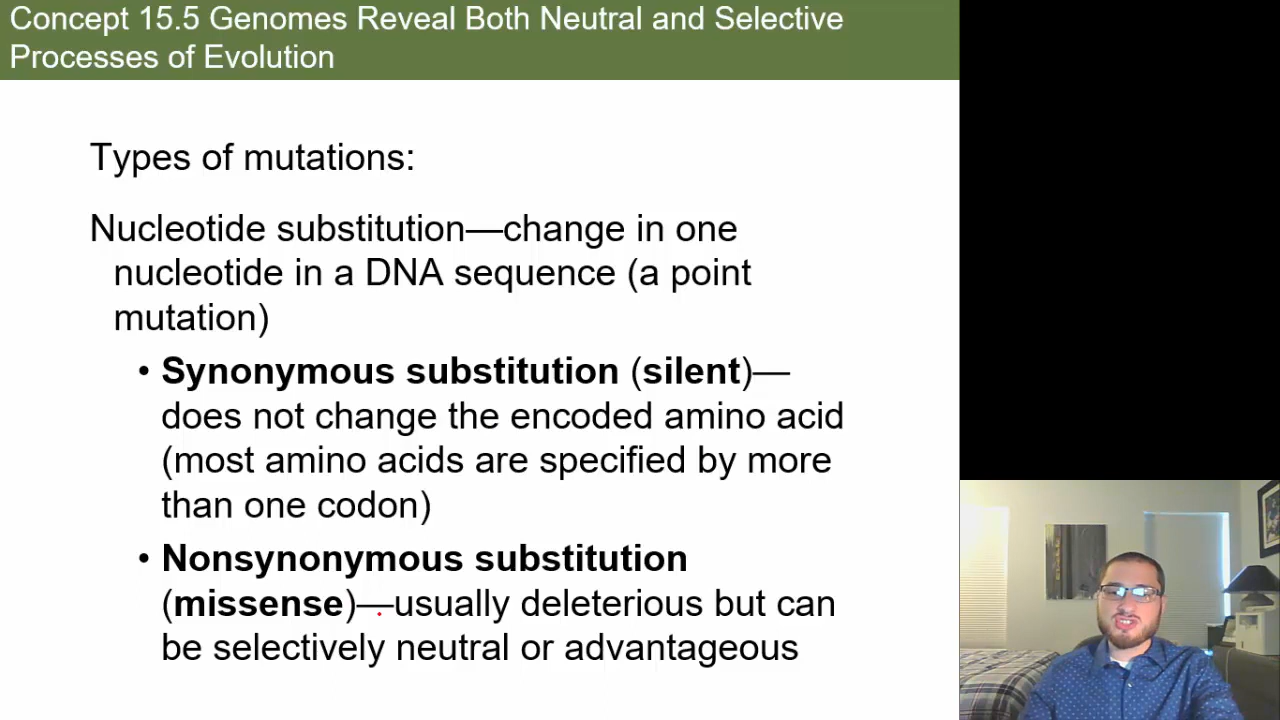 Concept 15.5 Genomes Reveal Both Neutral and Selective
Processes of Evolution
Types of mutations:
Nucleotide substitution—change in one
nucleotide in a DNA sequence (a point
mutation)
• Synonymous substitution (silent)—
does not change the encoded amino acid
(most amino acids are specified by more
than one codon)
• Nonsynonymous substitution
(missense)—usually deleterious but can
be selectively neutral or advantageous